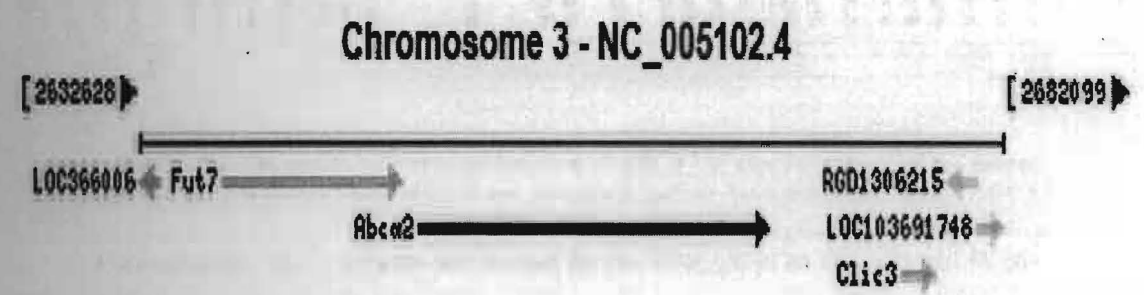 Chromosome 3 - NC_005102.4
[2632628 [2682099
LOC366006 Fut7 RGD1306215
Abca2 LOC103691748
Clic3